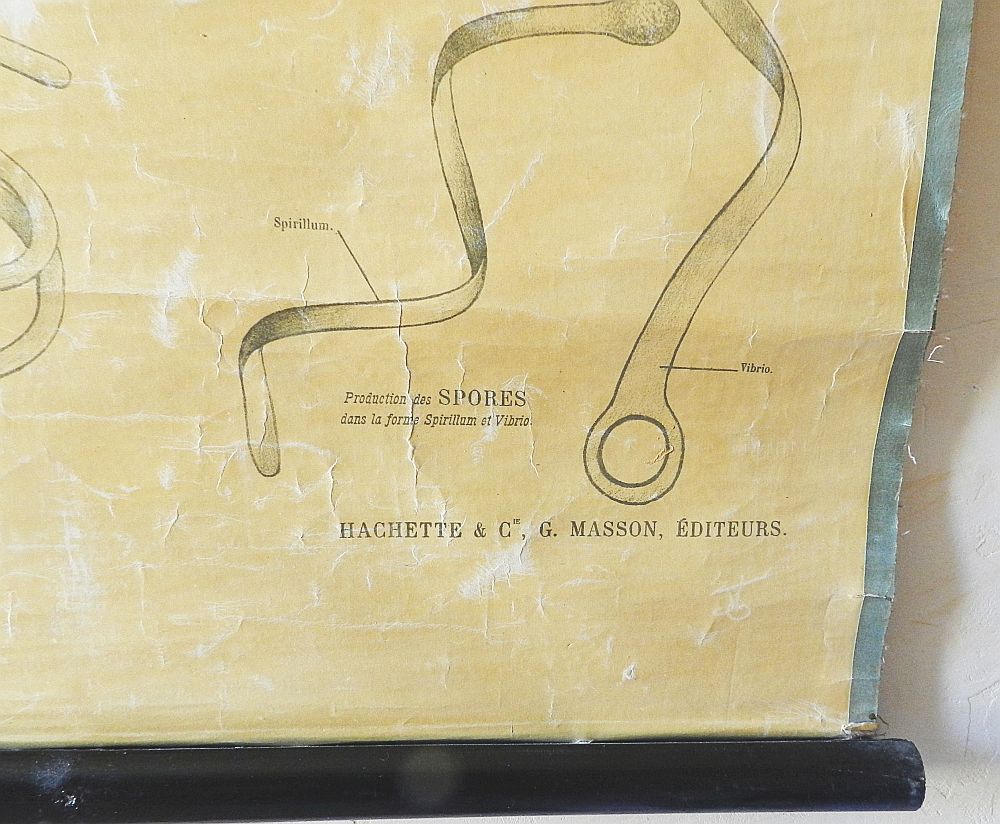 Spirillum.
Vibrio.
Production des SPORES
dans la forme Spirillum et Vibrio.
HACHETTE & Cie, G. MASSON, ÉDITEURS.